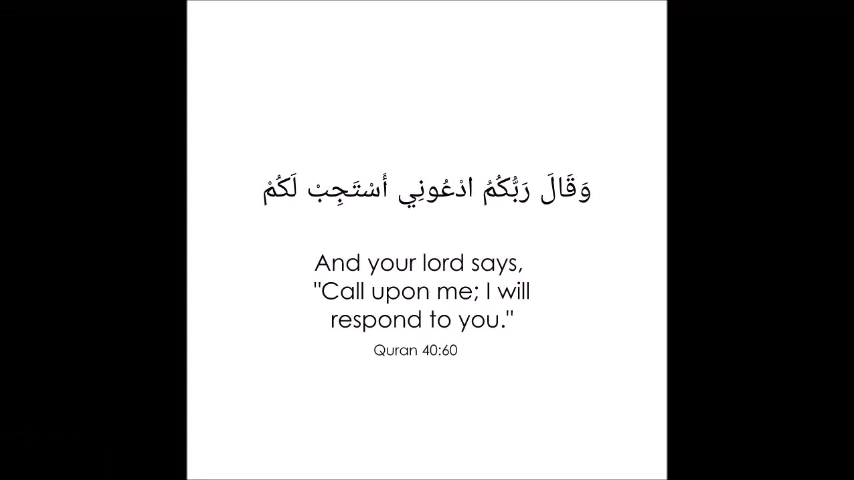 وَقَالَ رَبُّكُمُ ادْعُونِي أَسْتَجِبْ لَكُمْ
And your lord says,
"Call upon me; I will
respond to you."
Quran 40:60